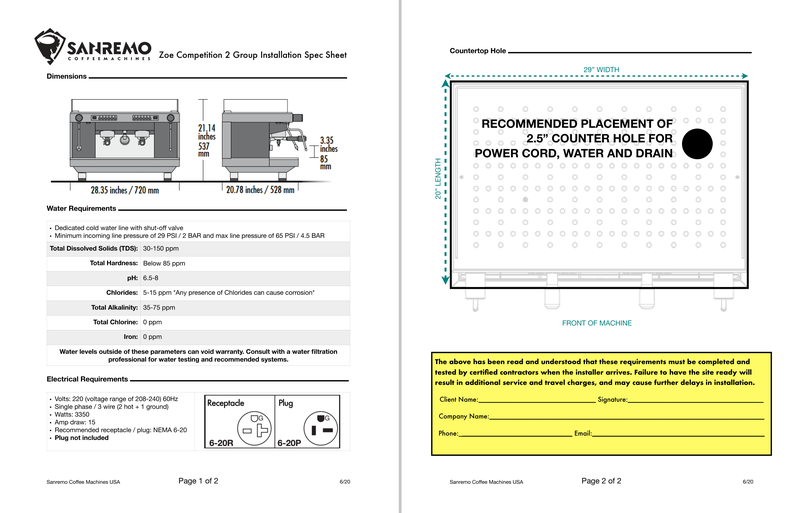 SANREMO
COFFEEMACHINES
Zoe Competition 2 Group Installation Spec Sheet
Dimensions
21,14
inches
537
mm
3.35
inches
85
mm
28.35 inches / 720 mm
20.78 inches / 528 mm
Water Requirements
• Dedicated cold water line with shut-off valve
• Minimum incoming line pressure of 29 PSI / 2 BAR and max line pressure of 65 PSI / 4.5 BAR
Total Dissolved Solids (TDS): 30-150 ppm
Total Hardness: Below 85 ppm
pH: 6.5-8
Chlorides: 5-15 ppm "Any presence of Chlorides can cause corrosion"
Total Alkalinity: 35-75 ppm
Total Chlorine: 0 ppm
Iron: 0 ppm
Water levels outside of these parameters can void warranty. Consult with a water filtration
professional for water testing and recommended systems.
Electrical Requirements
• Volts: 220 (voltage range of 208-240) 60Hz
• Single phase / 3 wire (2 hot + 1 ground)
• Watts: 3350
• Amp draw: 15
• Recommended receptacle / plug: NEMA 6-20
• Plug not included
Receptacle
G
6-20R
Plug
G
6-20P
Sanremo Coffee Machines USA
Page 1 of 2
6/20
Countertop Hole
29" WIDTH
20" LENGTH
RECOMMENDED PLACEMENT OF
2.5" COUNTER HOLE FOR
POWER CORD, WATER AND DRAIN
FRONT OF MACHINE
The above has been read and understood that these requirements must be completed and
tested by certified contractors when the installer arrives. Failure to have the site ready will
result in additional service and travel charges, and may cause further delays in installation.
Client Name: Signature:
Company Name:
Phone: Email:
Sanremo Coffee Machines USA
Page 2 of 2
6/20